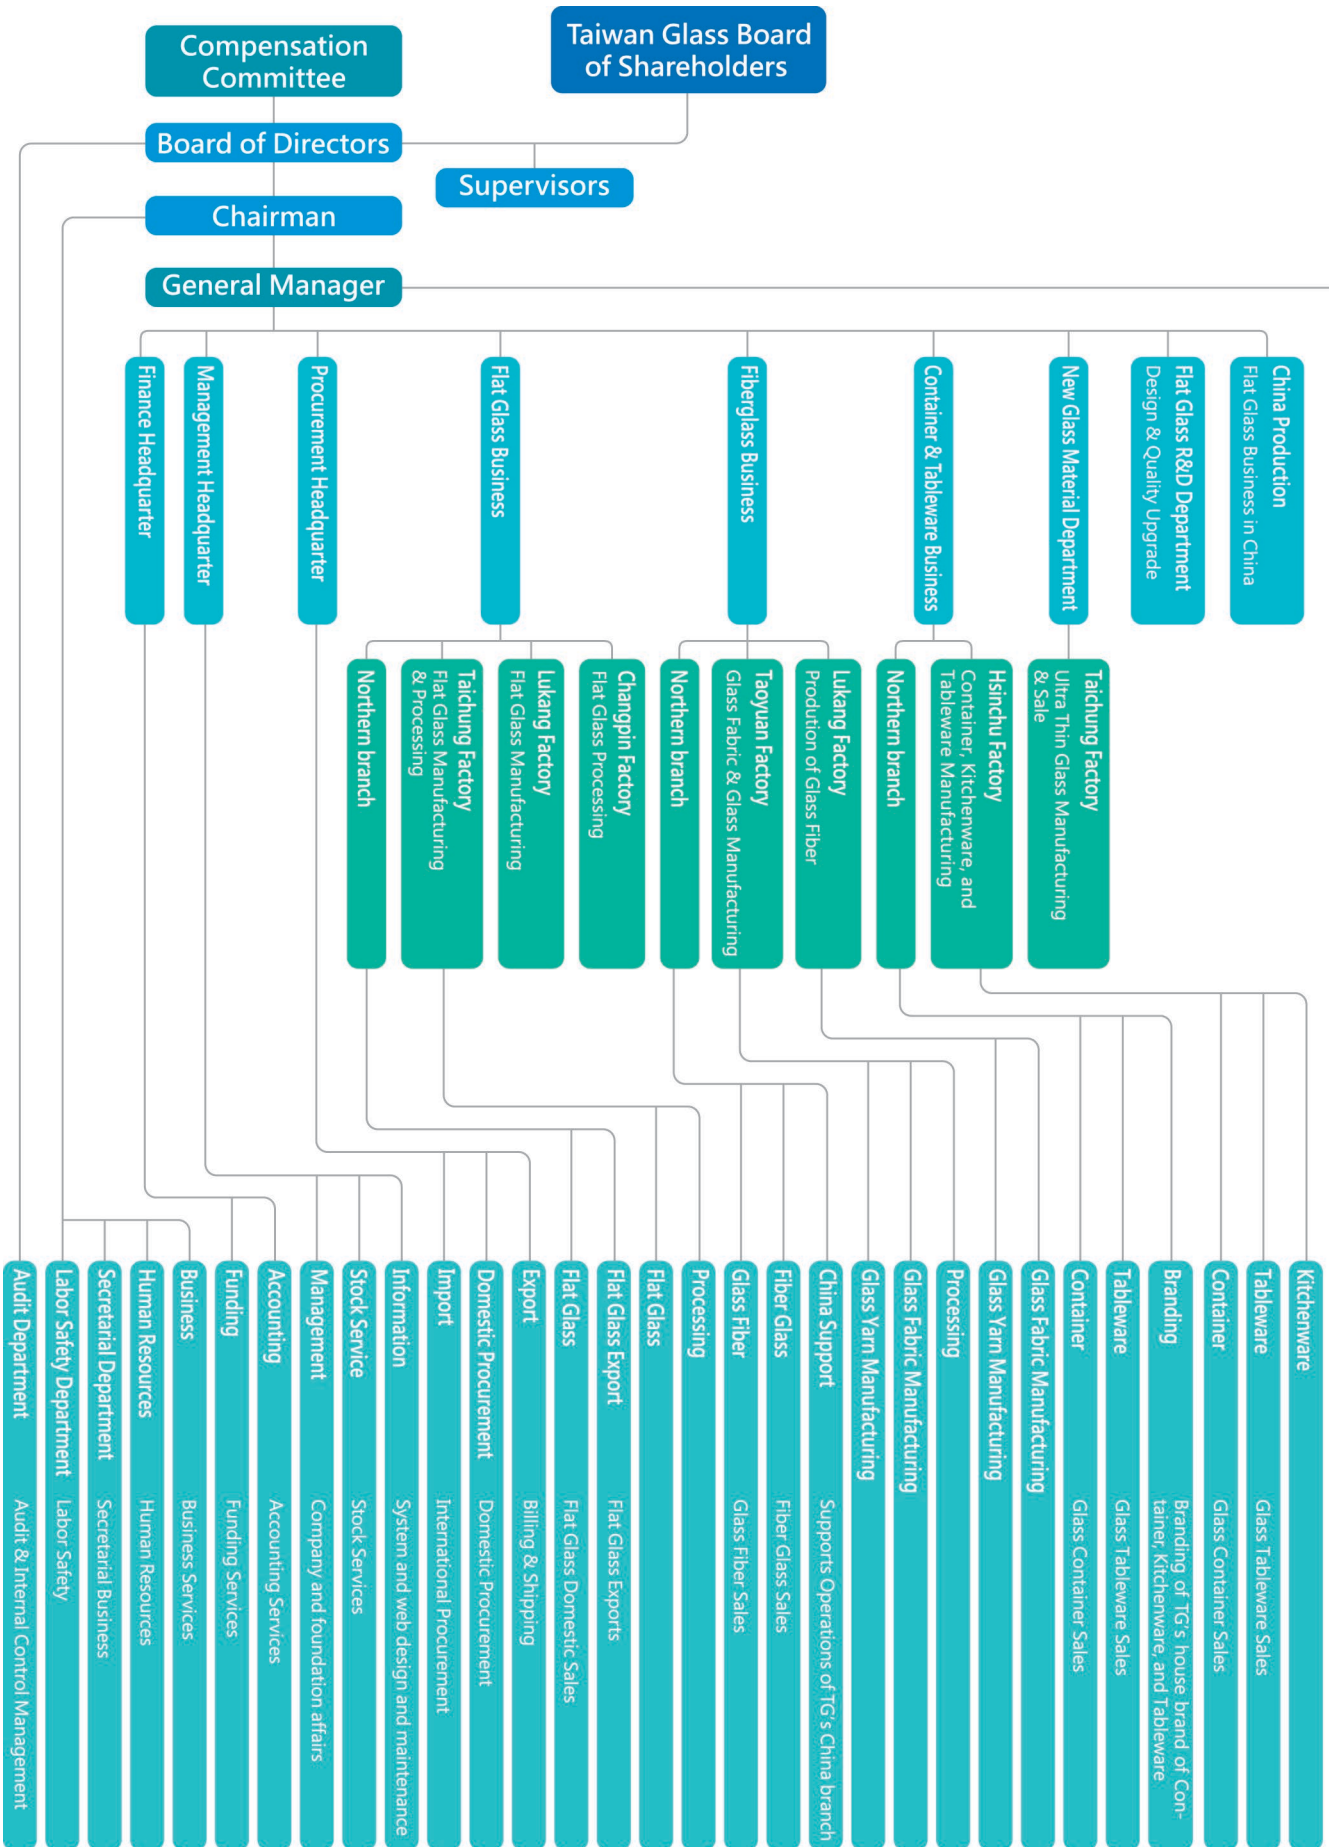 Compensation
Committee
Taiwan Glass Board
of Shareholders
Board of Directors
Supervisors
Chairman
General Manager
Finance Headquarter
Management Headquarter
Procurement Headquarter
Flat Glass Business
Fiberglass Business
Container & Tableware Business
New Glass Material Department
Flat Glass R&D Department
Design & Quality Upgrade
China Production
Flat Glass Business in China
Northern branch
Taichung Factory
Flat Glass Manufacturing
& Processing
Lukang Factory
Flat Glass Manufacturing
Changpin Factory
Flat Glass Processing
Northern branch
Taoyuan Factory
Glass Fabric & Glass Manufacturing
Lukang Factory
Prodution of Glass Fiber
Northern branch
Hsinchu Factory
Container, Kitchenware, and
Tableware Manufacturing
Taichung Factory
Ultra Thin Glass Manufacturing
& Sale
Audit Department Audit & Internal Control Management
Labor Safety Department Labor Safety
Secretarial Department Secretarial Business
Human Resources Human Resources
Business Business Services
Funding Funding Services
Accounting Accounting Services
Management Company and foundation affairs
Stock Service Stock Services
Information System and web design and maintenance
Import International Procurement
Domestic Procurement Domestic Procurement
Export Billing & Shipping
Flat Glass Flat Glass Domestic Sales
Flat Glass Export Flat Glass Exports
Flat Glass
Processing
Glass Fiber Glass Fiber Sales
Fiber Glass Fiber Glass Sales
China Support Supports Operations of TG's China branch
Glass Yarn Manufacturing
Glass Fabric Manufacturing
Processing
Glass Yarn Manufacturing
Glass Fabric Manufacturing
Container Glass Container Sales
Tableware Glass Tableware Sales
Branding Branding of TG's house brand of Con-
tainer, Kitchenware, and Tableware
Container Glass Container Sales
Tableware Glass Tableware Sales
Kitchenware